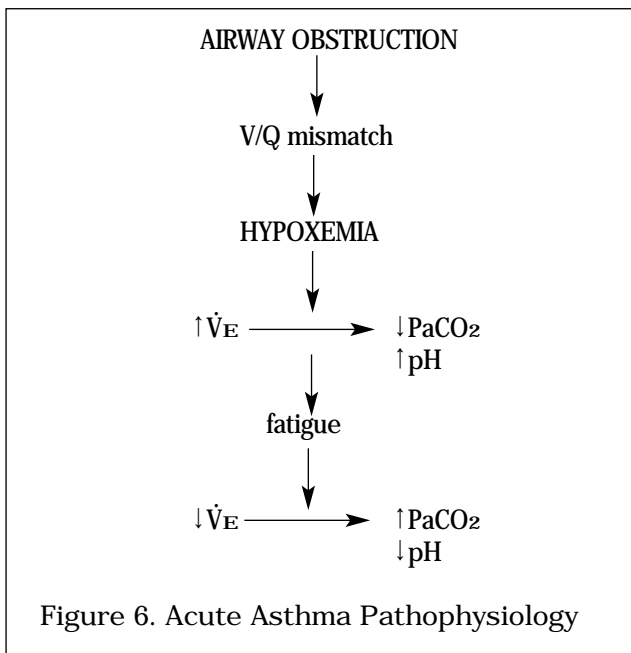 AIRWAY OBSTRUCTION
V/Q mismatch
HYPOXEMIA
↑V̇E → ↓PaCO2
↑pH
fatigue
↓V̇E → ↑PaCO2
↓pH
Figure 6. Acute Asthma Pathophysiology